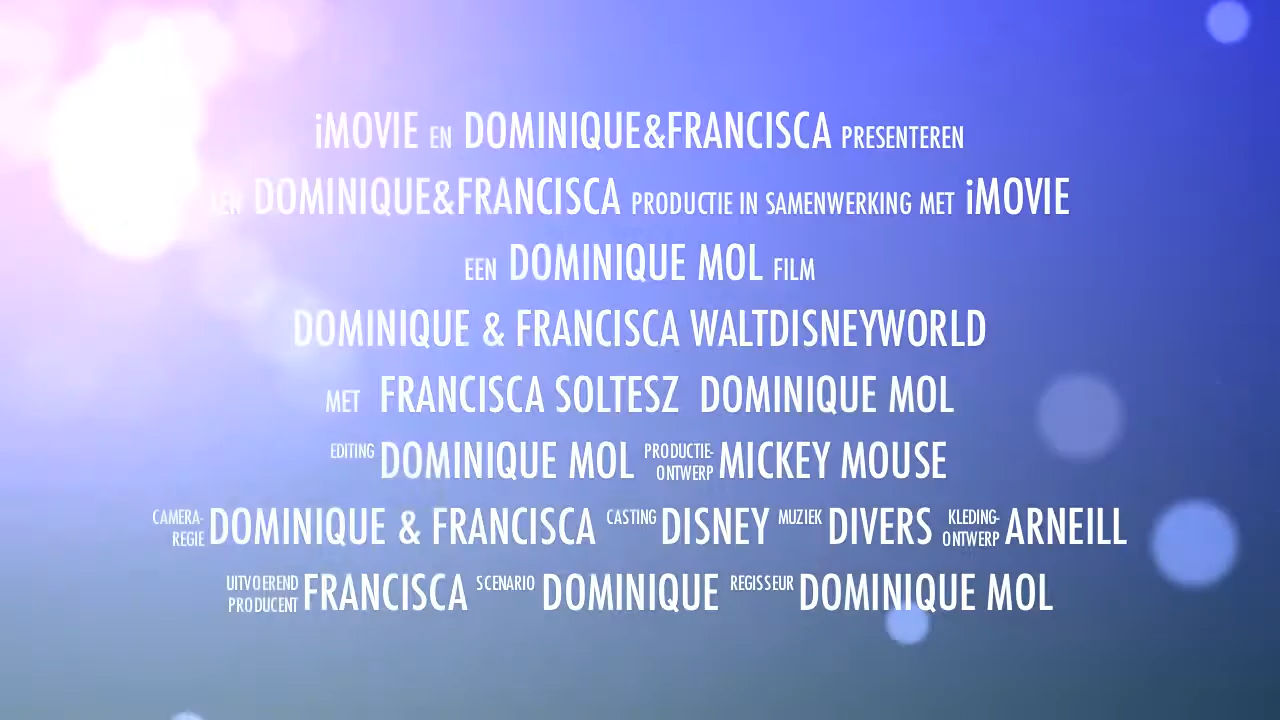 iMOVIE EN DOMINIQUE&FRANCISCA PRESENTEREN
EEN DOMINIQUE&FRANCISCA PRODUCTIE IN SAMENWERKING MET iMOVIE
EEN DOMINIQUE MOL FILM
DOMINIQUE & FRANCISCA WALTDISNEYWORLD
MET FRANCISCA SOLTESZ DOMINIQUE MOL
EDITING DOMINIQUE MOL PRODUCTIE-ONTWERP MICKEY MOUSE
CAMERA-REGIE DOMINIQUE & FRANCISCA CASTING DISNEY MUZIEK DIVERS KLEDING-ONTWERP ARNEILL
UITVOEREND PRODUCENT FRANCISCA SCENARIO DOMINIQUE REGISSEUR DOMINIQUE MOL